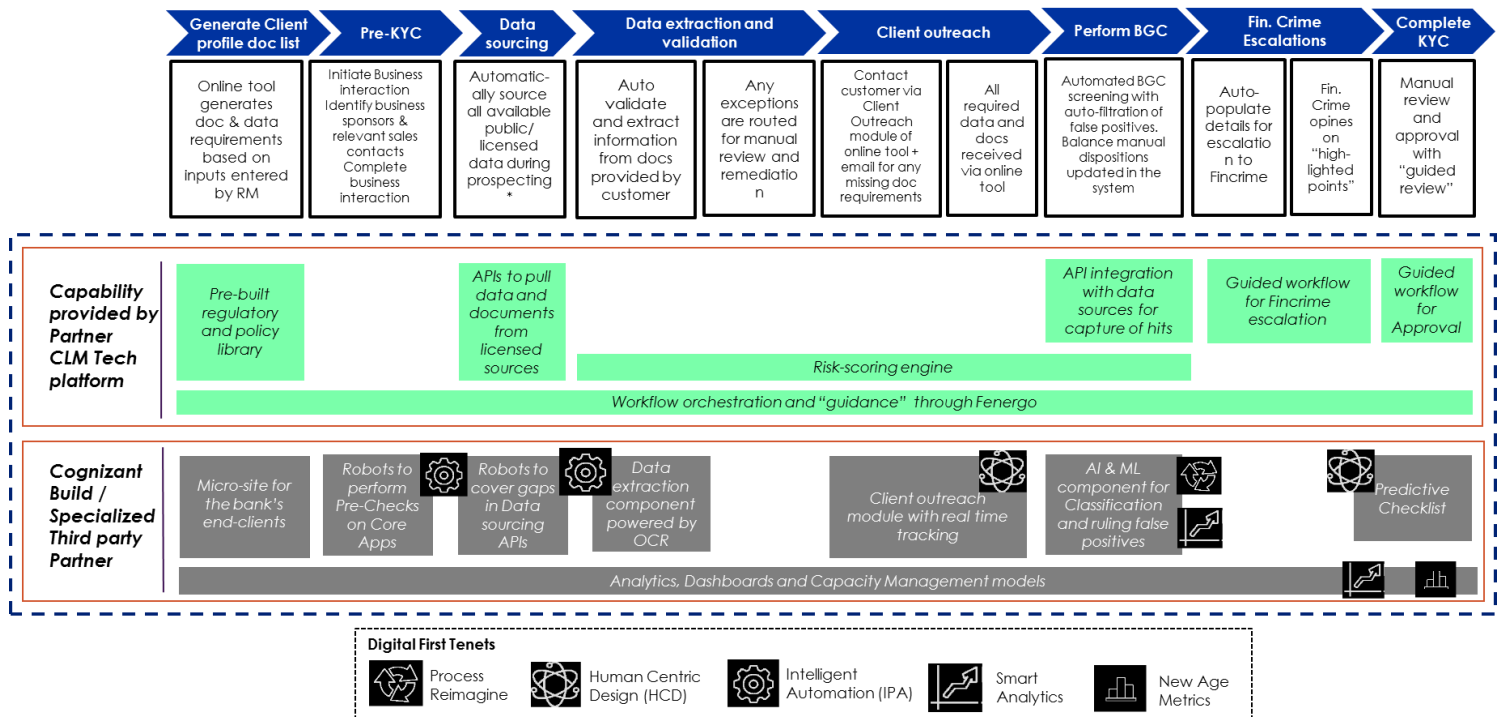 Generate Client
profile doc list
Pre-KYC
Data
sourcing
Data extraction and
validation
Client outreach
Perform BGC
Fin. Crime
Escalations
Complete
KYC
Online tool
generates
doc & data
requirements
based on
inputs entered
by RM
Initiate Business
interaction
Identify business
sponsors &
relevant sales
contacts
Complete
business
interaction
Automatic-
ally source
all available
public/
licensed
data during
prospecting
*
Auto
validate
and extract
information
from docs
provided by
customer
Any
exceptions
are routed
for manual
review and
remediatio
n
Contact
customer via
Client
Outreach
module of
online tool +
email for any
missing doc
requirements
All
required
data and
docs
received
via online
tool
Automated BGC
screening with
auto-filtration of
false positives.
Balance manual
dispositions
updated in the
system
Auto-
populate
details for
escalatio
n to
Fincrime
Fin.
Crime
opines
on
“high-
lighted
points”
Manual
review
and
approval
with
“guided
review”
Capability
provided by
Partner
CLM Tech
platform
Pre-built
regulatory
and policy
library
APIs to pull
data and
documents
from
licensed
sources
API integration
with data
sources for
capture of hits
Guided workflow
for Fincrime
escalation
Guided
workflow
for
Approval
Risk-scoring engine
Workflow orchestration and “guidance” through Fenergo
Cognizant
Build /
Specialized
Third party
Partner
Micro-site for
the bank’s
end-clients
Robots to
perform
Pre-Checks
on Core
Apps
Robots to
cover gaps
in Data
sourcing
APIs
Data
extraction
component
powered by
OCR
Client outreach
module with real time
tracking
AI & ML
component for
Classification
and ruling false
positives
Predictive
Checklist
Analytics, Dashboards and Capacity Management models
Digital First Tenets
Process
Reimagine
Human Centric
Design (HCD)
Intelligent
Automation (IPA)
Smart
Analytics
New Age
Metrics